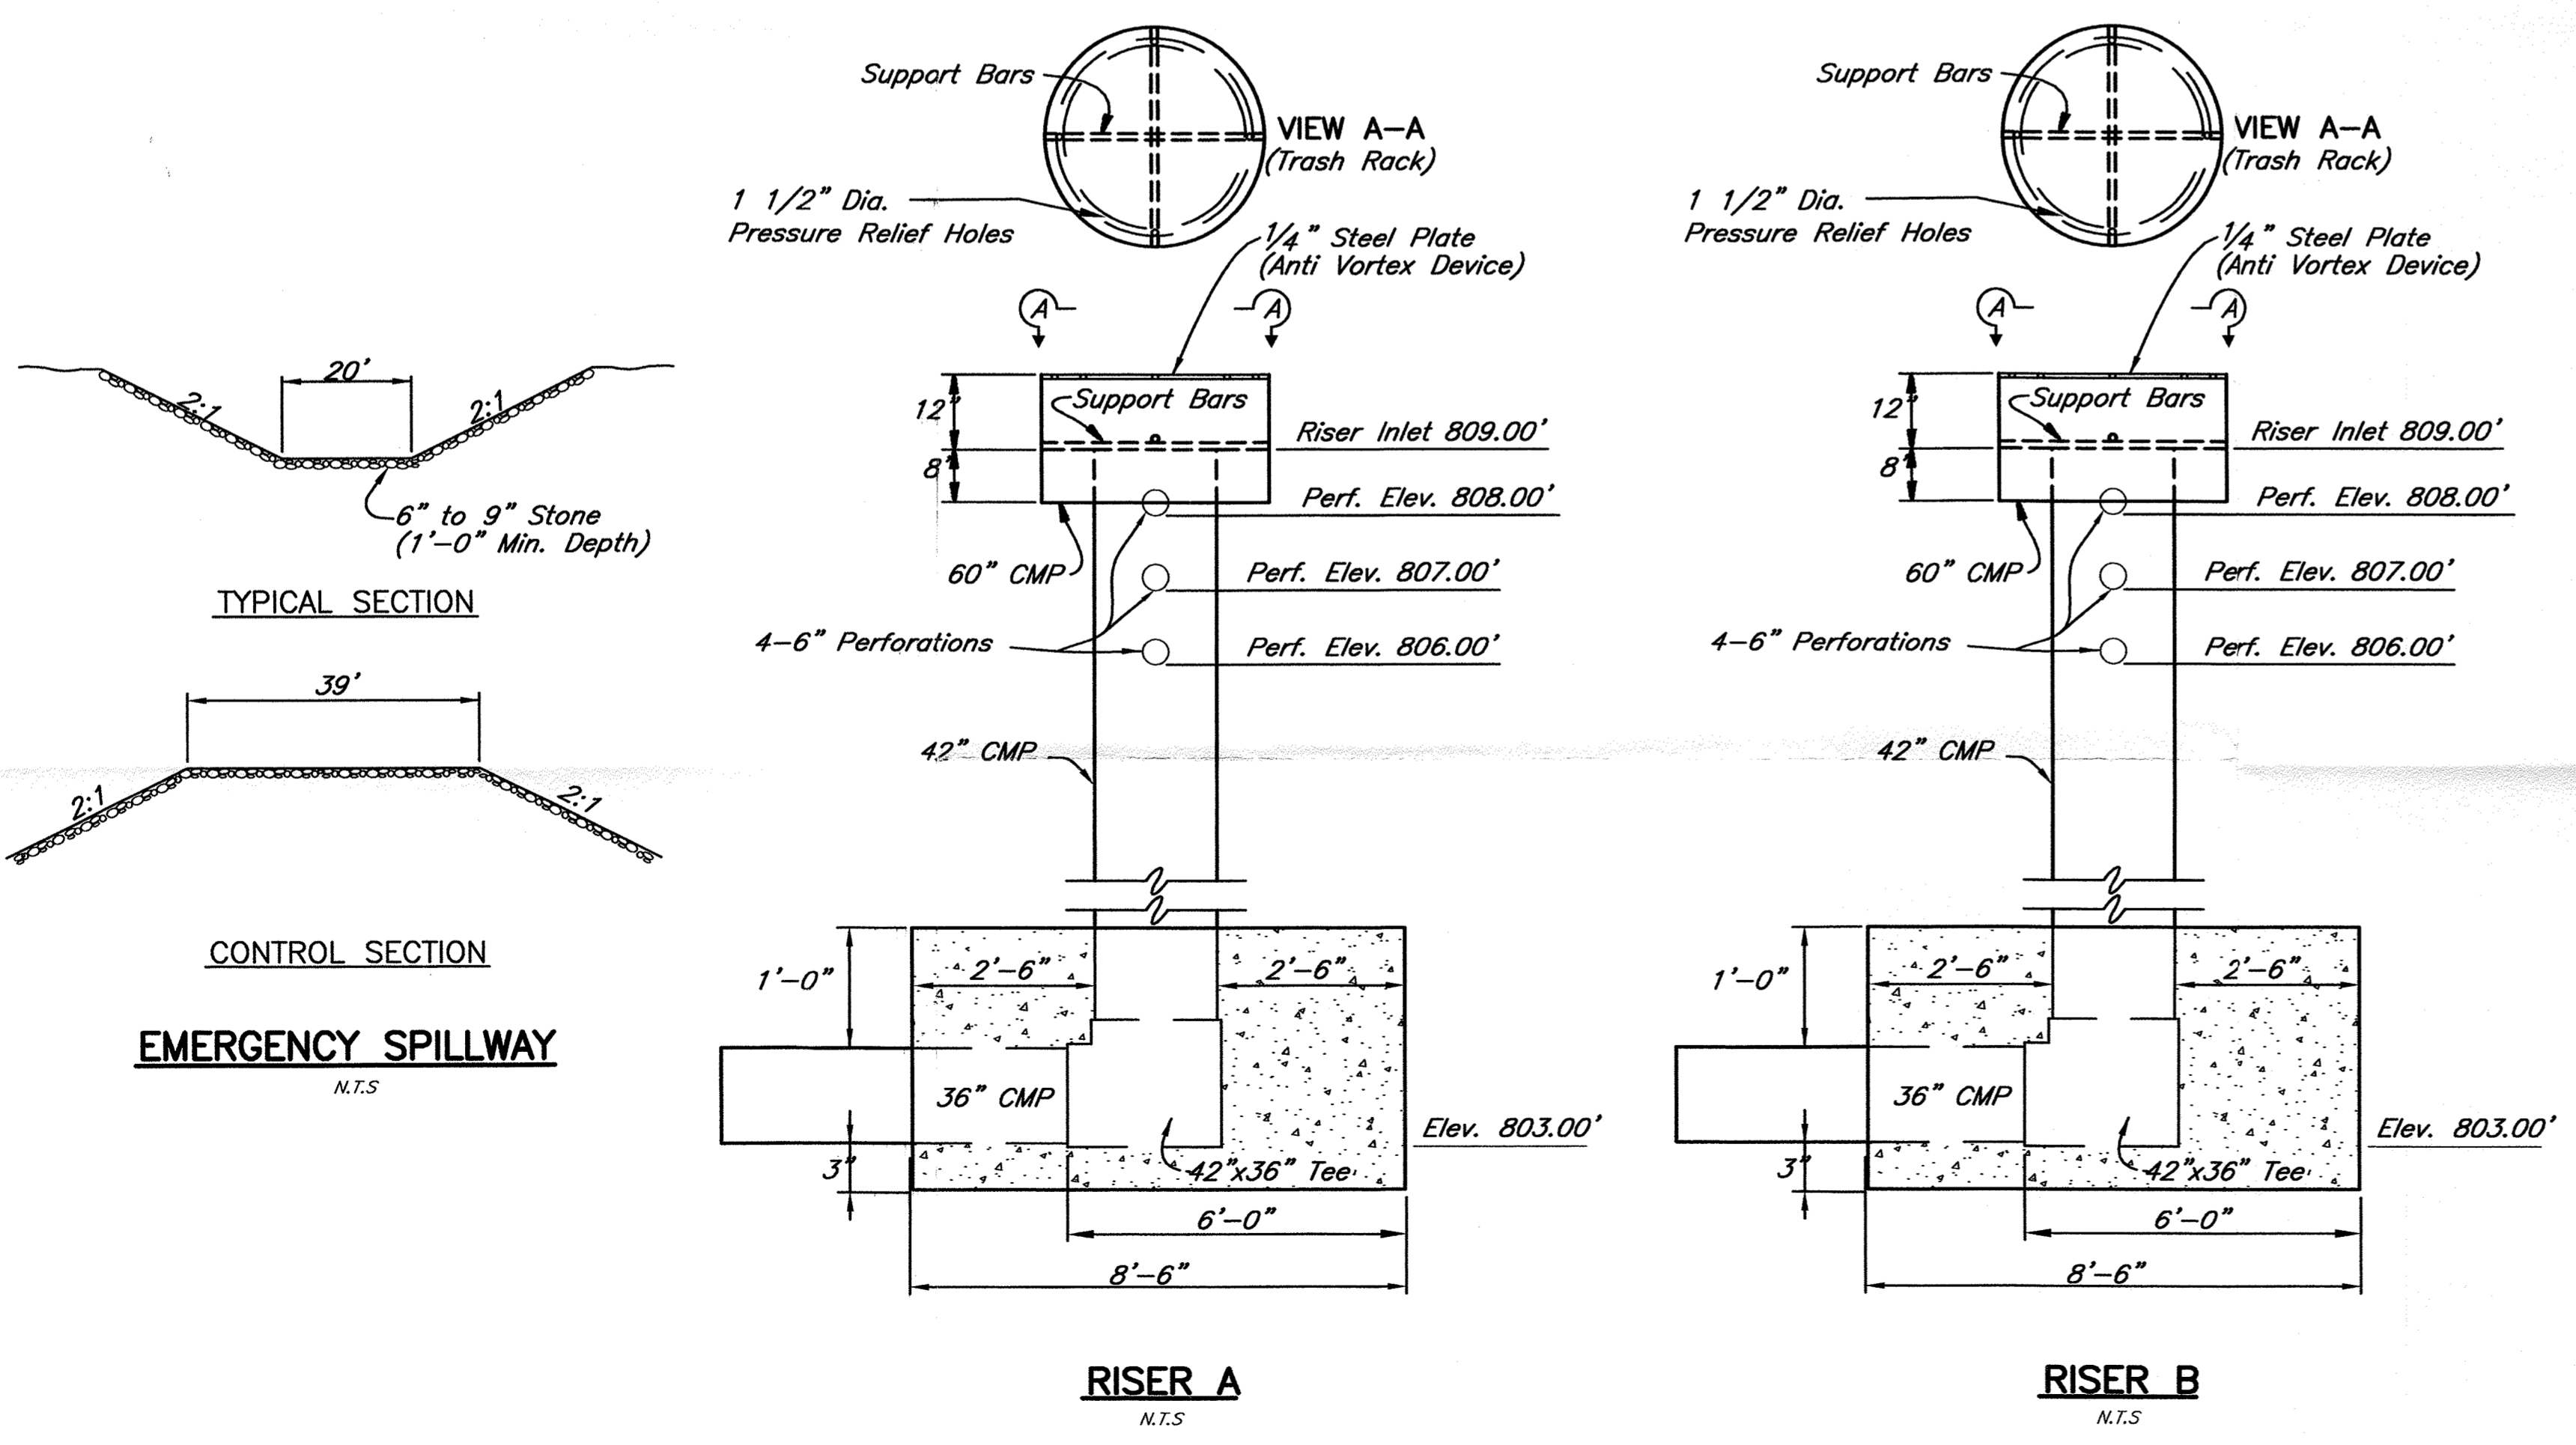 20'
2:1
2:1
6" to 9" Stone
(1'-0" Min. Depth)
TYPICAL SECTION
39'
2:1
2:1
CONTROL SECTION
EMERGENCY SPILLWAY
N.T.S
Support Bars
VIEW A-A
(Trash Rack)
1 1/2" Dia.
Pressure Relief Holes
1/4" Steel Plate
(Anti Vortex Device)
A
A
12"
Support Bars
Riser Inlet 809.00'
8"
Perf. Elev. 808.00'
60" CMP
Perf. Elev. 807.00'
4-6" Perforations
Perf. Elev. 806.00'
42" CMP
1'-0"
2'-6"
2'-6"
36" CMP
Elev. 803.00'
3"
42"x36" Tee
6'-0"
8'-6"
RISER A
N.T.S
Support Bars
VIEW A-A
(Trash Rack)
1 1/2" Dia.
Pressure Relief Holes
1/4" Steel Plate
(Anti Vortex Device)
A
A
12"
Support Bars
Riser Inlet 809.00'
8"
Perf. Elev. 808.00'
60" CMP
Perf. Elev. 807.00'
4-6" Perforations
Perf. Elev. 806.00'
42" CMP
1'-0"
2'-6"
2'-6"
36" CMP
Elev. 803.00'
3"
42"x36" Tee
6'-0"
8'-6"
RISER B
N.T.S